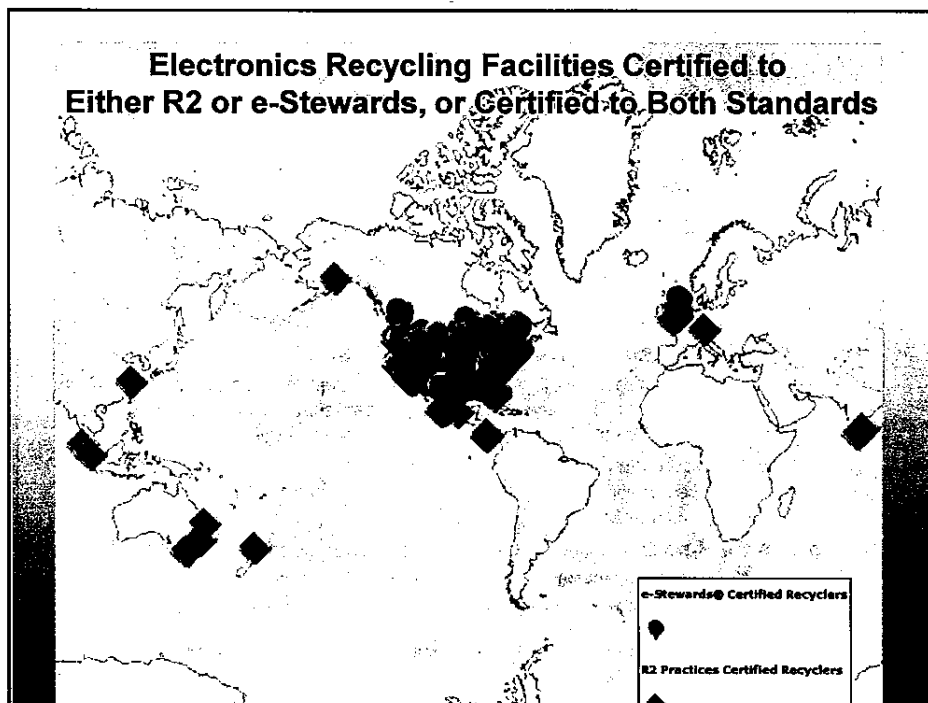 Electronics Recycling Facilities Certified to
Either R2 or e-Stewards, or Certified to Both Standards
e-Stewards® Certified Recyclers
R2 Practices Certified Recyclers